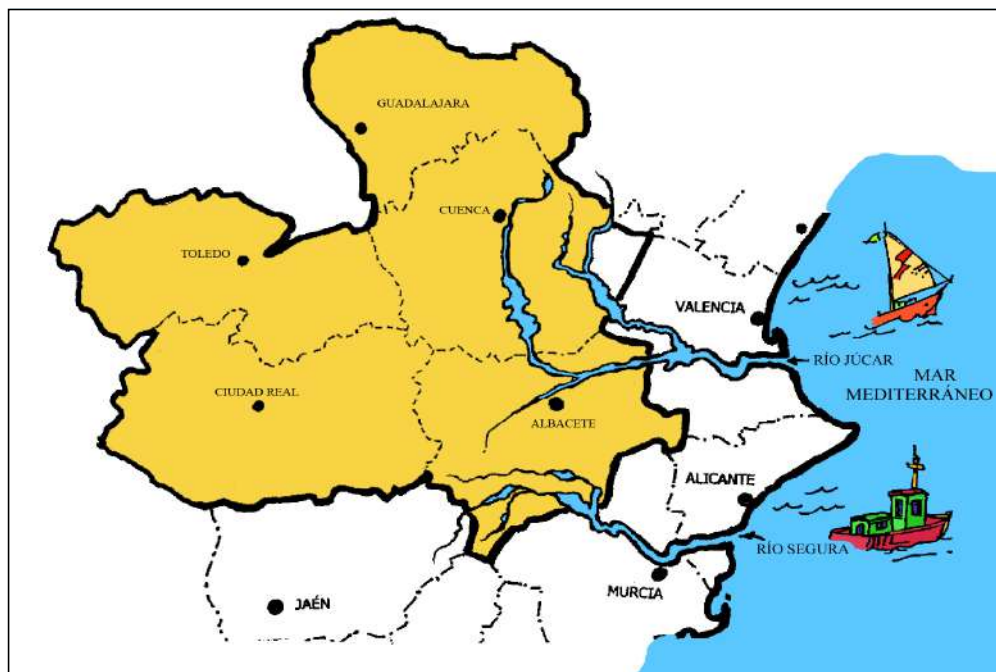 GUADALAJARA
CUENCA
TOLEDO
VALENCIA
RÍO JÚCAR
MAR
MEDITERRÁNEO
CIUDAD REAL
ALBACETE
ALICANTE
RÍO SEGURA
MURCIA
JAÉN